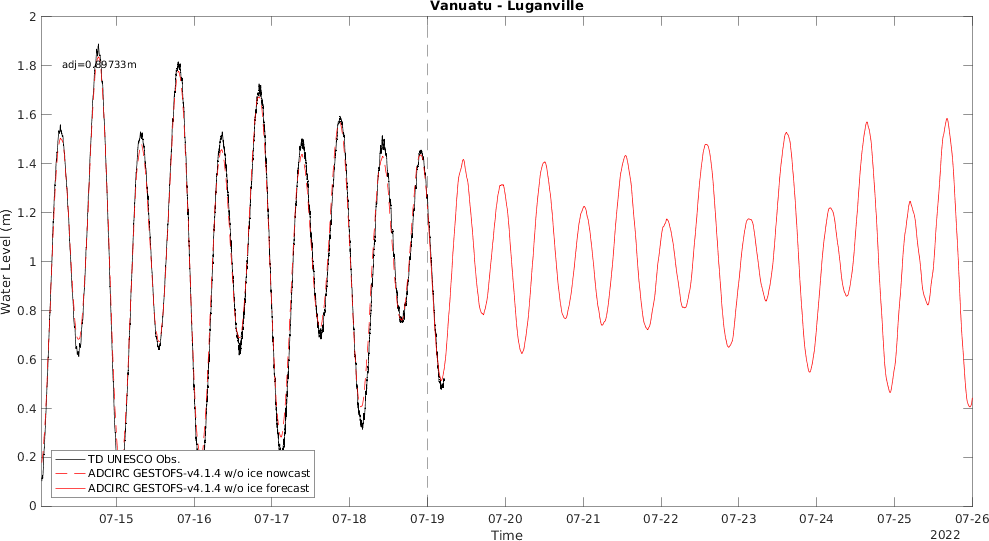 Vanuatu - Luganville
Water Level (m)
2
1.8
1.6
1.4
1.2
1
0.8
0.6
0.4
0.2
0
adj=0.89733m
TD UNESCO Obs.
ADCIRC GESTOFS-v4.1.4 w/o ice nowcast
ADCIRC GESTOFS-v4.1.4 w/o ice forecast
07-15 07-16 07-17 07-18 07-19 07-20 07-21 07-22 07-23 07-24 07-25 07-26
Time
2022